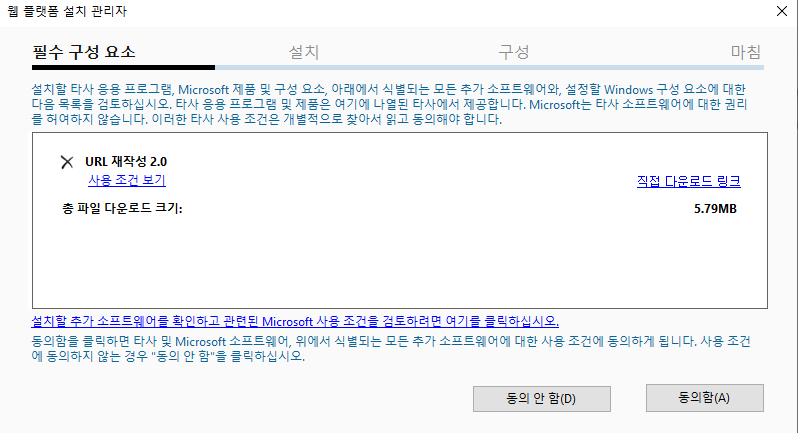 웹 플랫폼 설치 관리자
필수 구성 요소
설치
구성
마침
설치할 타사 응용 프로그램, Microsoft 제품 및 구성 요소, 아래에서 식별되는 모든 추가 소프트웨어와, 설정할 Windows 구성 요소에 대한
다음 목록을 검토하십시오. 타사 응용 프로그램 및 제품은 여기에 나열된 타사에서 제공합니다. Microsoft는 타사 소프트웨어에 대한 권리
를 허여하지 않습니다. 이러한 타사 사용 조건은 개별적으로 찾아서 읽고 동의해야 합니다.
URL 재작성 2.0
사용 조건 보기
직접 다운로드 링크
총 파일 다운로드 크기:
5.79MB
설치할 추가 소프트웨어를 확인하고 관련된 Microsoft 사용 조건을 검토하려면 여기를 클릭하십시오.
동의함을 클릭하면 타사 및 Microsoft 소프트웨어, 위에서 식별되는 모든 추가 소프트웨어에 대한 사용 조건에 동의하게 됩니다. 사용 조건
에 동의하지 않는 경우 "동의 안 함"을 클릭하십시오.
동의 안 함(D)
동의함(A)